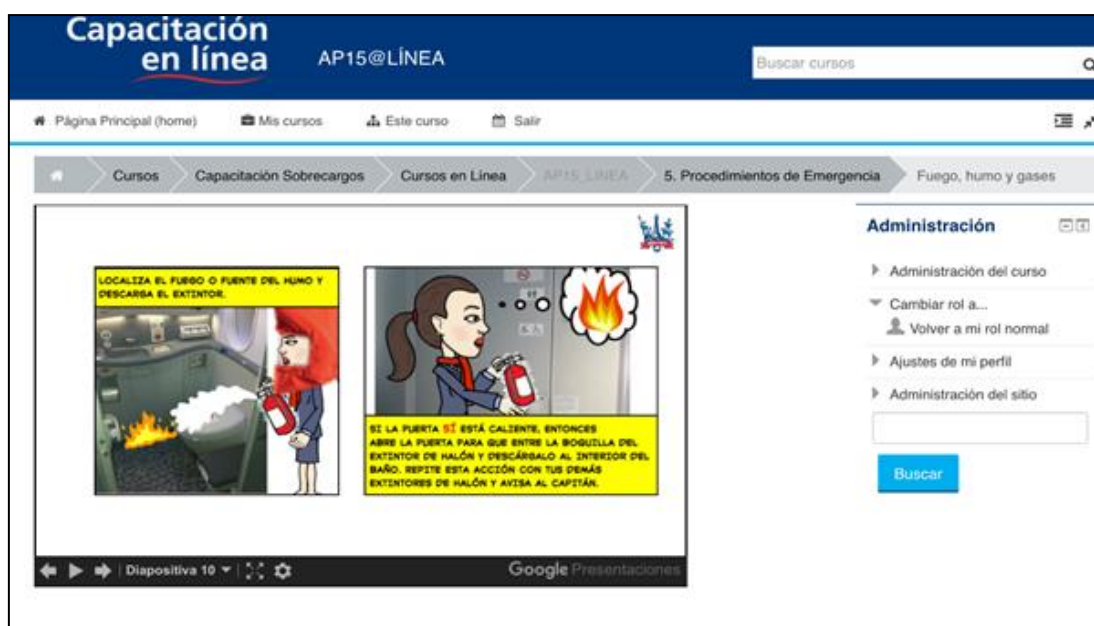 Capacitación
en línea
AP15@LÍNEA
Buscar cursos
Página Principal (home)
Mis cursos
Este curso
Salir
Cursos
Capacitación Sobrecargos
Cursos en Línea
AP15_LINEA
5. Procedimientos de Emergencia
Fuego, humo y gases
LOCALIZA EL FUEGO O FUENTE DEL HUMO Y
DESCARGA EL EXTINTOR.
SI LA PUERTA SÍ ESTÁ CALIENTE, ENTONCES
ABRE LA PUERTA PARA QUE ENTRE LA BOQUILLA DEL
EXTINTOR DE HALÓN Y DESCÁRGALO AL INTERIOR DEL
BAÑO. REPITE ESTA ACCIÓN CON TUS DEMÁS
EXTINTORES DE HALÓN Y AVISA AL CAPITÁN.
Diapositiva 10
Google Presentaciones
Administración
Administración del curso
Cambiar rol a...
Volver a mi rol normal
Ajustes de mi perfil
Administración del sitio
Buscar